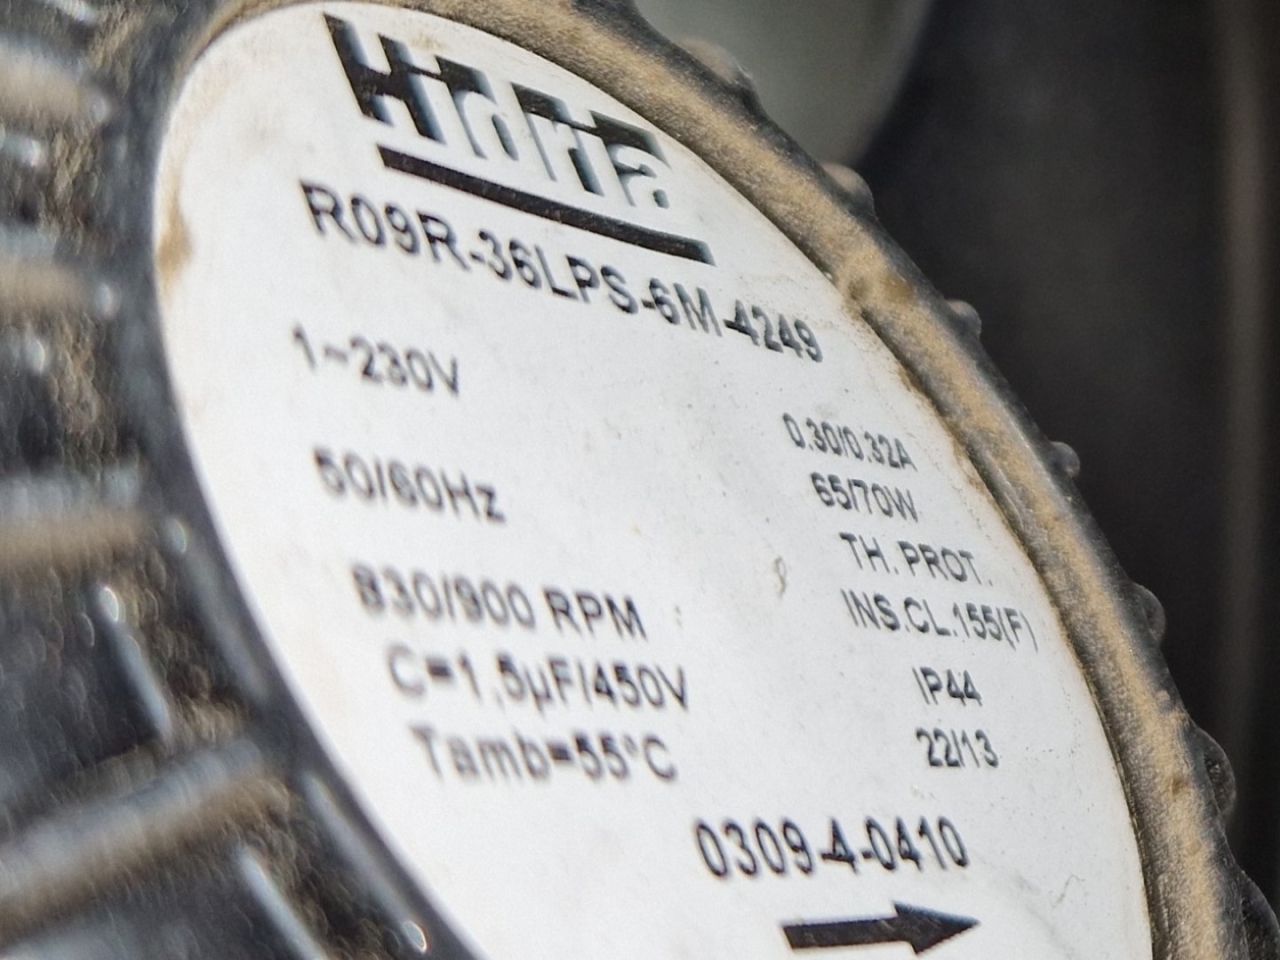 Hidria
R09R-36LPS-6M-4249
1~230V
0.30/0.32A
50/60Hz
65/70W
TH. PROT.
830/900 RPM
INS.CL.155(F)
C=1,5µF/450V
IP44
Tamb=55°C
22/13
0309-4-0410